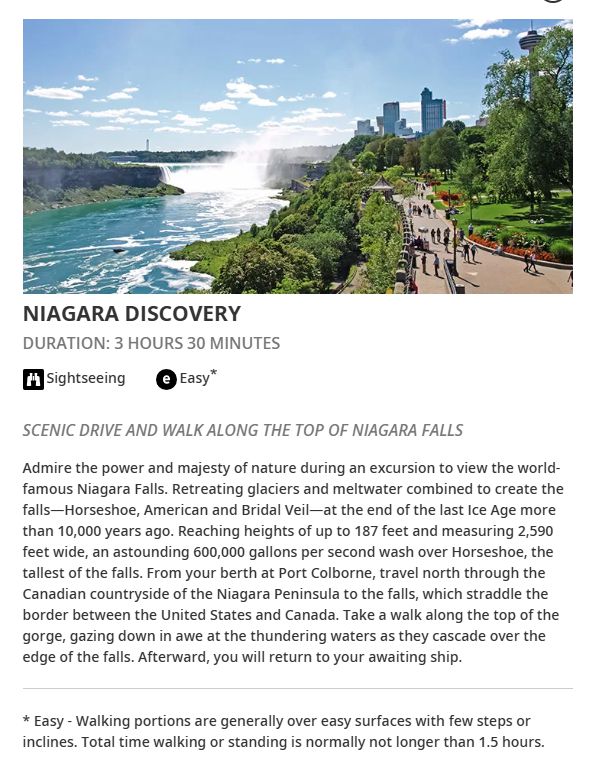 NIAGARA DISCOVERY
DURATION: 3 HOURS 30 MINUTES
Sightseeing e Easy*
SCENIC DRIVE AND WALK ALONG THE TOP OF NIAGARA FALLS
Admire the power and majesty of nature during an excursion to view the world-
famous Niagara Falls. Retreating glaciers and meltwater combined to create the
falls—Horseshoe, American and Bridal Veil—at the end of the last Ice Age more
than 10,000 years ago. Reaching heights of up to 187 feet and measuring 2,590
feet wide, an astounding 600,000 gallons per second wash over Horseshoe, the
tallest of the falls. From your berth at Port Colborne, travel north through the
Canadian countryside of the Niagara Peninsula to the falls, which straddle the
border between the United States and Canada. Take a walk along the top of the
gorge, gazing down in awe at the thundering waters as they cascade over the
edge of the falls. Afterward, you will return to your awaiting ship.
* Easy - Walking portions are generally over easy surfaces with few steps or
inclines. Total time walking or standing is normally not longer than 1.5 hours.